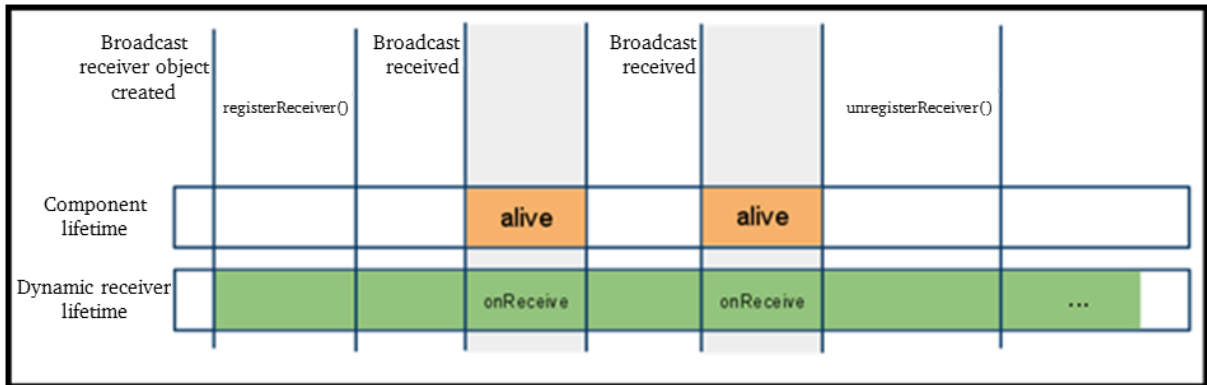 Broadcast
receiver object
created
registerReceiver()
Broadcast
received
Broadcast
received
unregisterReceiver()
Component
lifetime
alive
alive
Dynamic receiver
lifetime
onReceive
onReceive
...